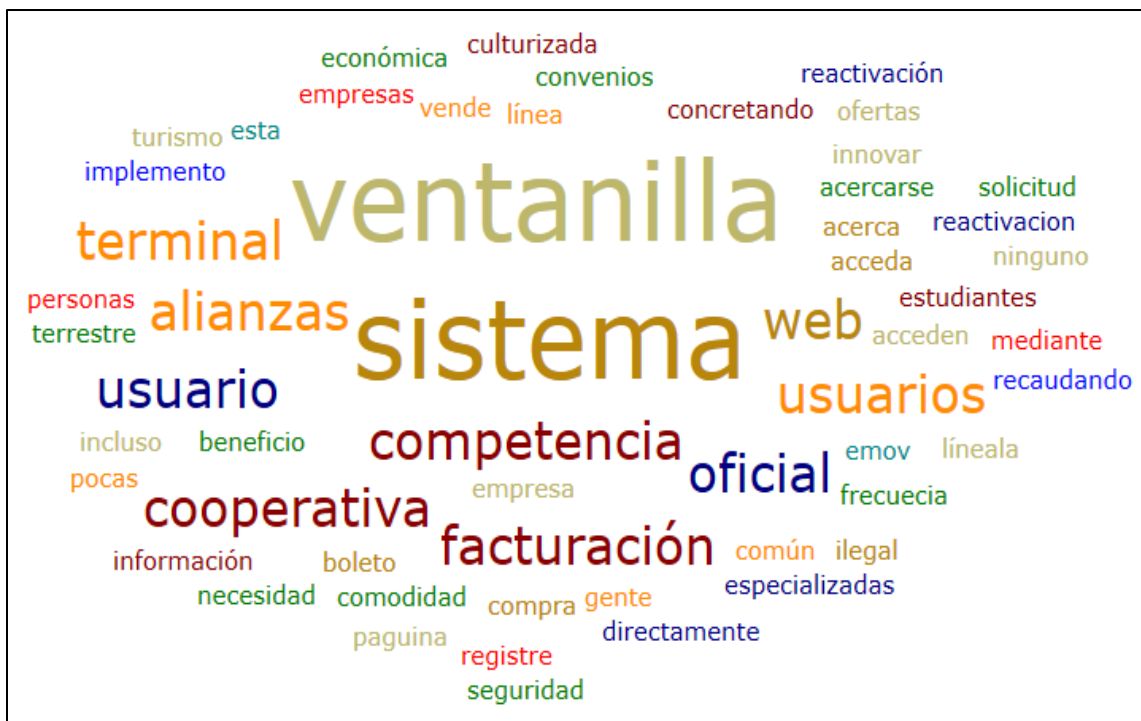 culturizada
económica
convenios
reactivación
empresas
vende
línea
concretando
ofertas
turismo
esta
innovar
implemento
ventanilla
acercarse
solicitud
terminal
acerca
reactivacion
acceda
ninguno
personas
alianzas
sistema
web
estudiantes
terrestre
acceden
mediante
usuario
usuarios
recaudando
incluso
beneficio
competencia
emov
líneala
pocas
empresa
oficial
frecuecia
cooperativa
facturación
común
ilegal
información
boleto
especializadas
necesidad
comodidad
compra
gente
paguina
directamente
registre
seguridad